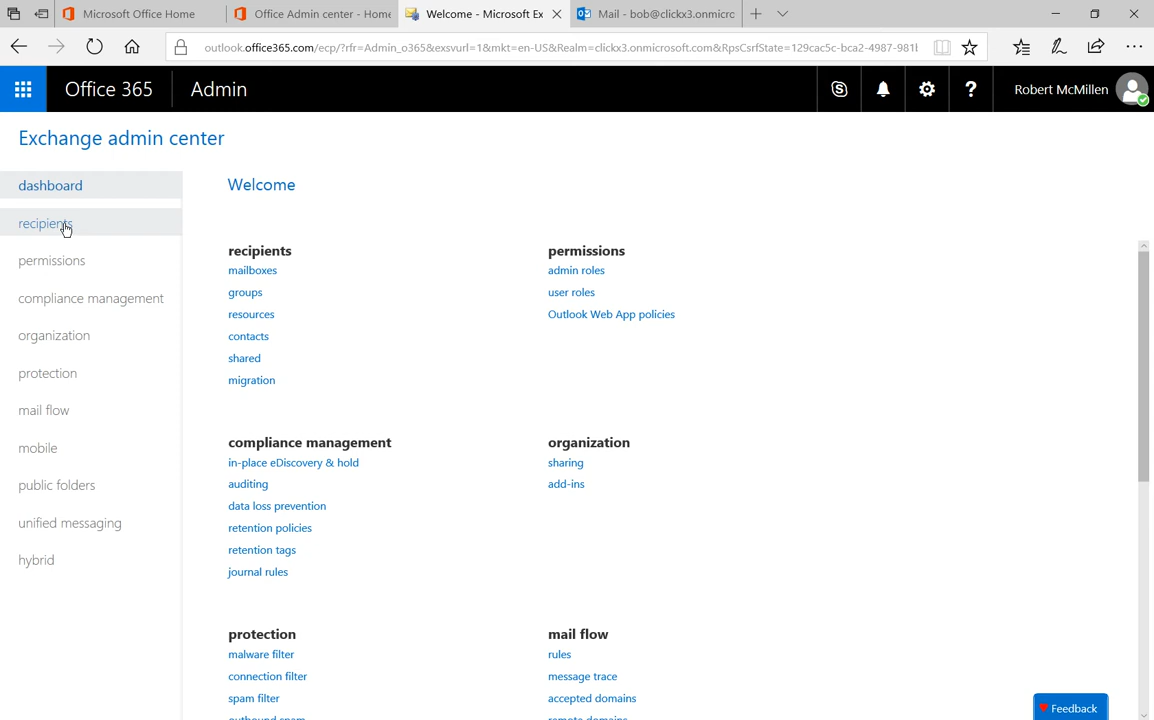 Microsoft Office Home
Office Admin center - Home
Welcome - Microsoft Ex
Mail - bob@clickx3.onmicro
outlook.office365.com/ecp/?rfr=Admin_o365&exsvurl=1&mkt=en-US&Realm=clickx3.onmicrosoft.com&RpsCsrfState=129cac5c-bca2-4987-981l
Office 365
Admin
Robert McMillen
Exchange admin center
dashboard
recipients
permissions
compliance management
organization
protection
mail flow
mobile
public folders
unified messaging
hybrid
Welcome
recipients
mailboxes
groups
resources
contacts
shared
migration
permissions
admin roles
user roles
Outlook Web App policies
compliance management
in-place eDiscovery & hold
auditing
data loss prevention
retention policies
retention tags
journal rules
organization
sharing
add-ins
protection
malware filter
connection filter
spam filter
outbound spam
mail flow
rules
message trace
accepted domains
remote domains
Feedback